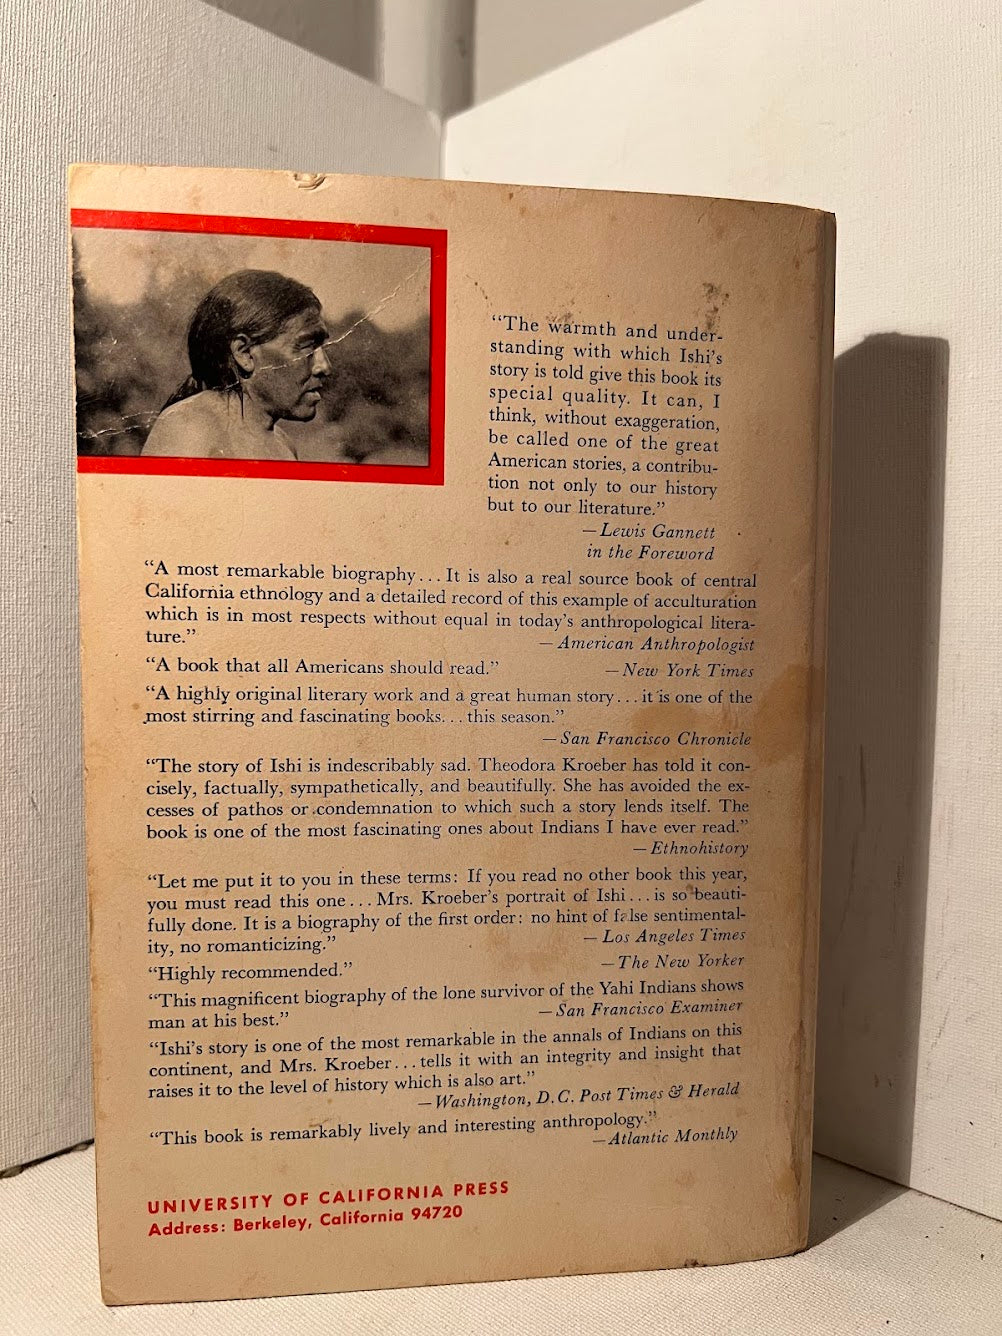 “The warmth and under-
standing with which Ishi’s
story is told give this book its
special quality. It can, I
think, without exaggeration,
be called one of the great
American stories, a contribu-
tion not only to our history
but to our literature.”
—Lewis Gannett
in the Foreword
“A most remarkable biography...It is also a real source book of central
California ethnology and a detailed record of this example of acculturation
which is in most respects without equal in today’s anthropological litera-
ture.” —American Anthropologist
“A book that all Americans should read.” —New York Times
“A highly original literary work and a great human story...it is one of the
most stirring and fascinating books...this season.”
—San Francisco Chronicle
“The story of Ishi is indescribably sad. Theodora Kroeber has told it con-
cisely, factually, sympathetically, and beautifully. She has avoided the ex-
cesses of pathos or condemnation to which such a story lends itself. The
book is one of the most fascinating ones about Indians I have ever read.”
—Ethnohistory
“Let me put it to you in these terms: If you read no other book this year,
you must read this one...Mrs. Kroeber’s portrait of Ishi...is so beauti-
fully done. It is a biography of the first order: no hint of false sentimental-
ity, no romanticizing.” —Los Angeles Times
“Highly recommended.” —The New Yorker
“This magnificent biography of the lone survivor of the Yahi Indians shows
man at his best.” —San Francisco Examiner
“Ishi’s story is one of the most remarkable in the annals of Indians on this
continent, and Mrs. Kroeber...tells it with an integrity and insight that
raises it to the level of history which is also art.”
—Washington, D.C. Post Times & Herald
“This book is remarkably lively and interesting anthropology.”
—Atlantic Monthly
UNIVERSITY OF CALIFORNIA PRESS
Address: Berkeley, California 94720